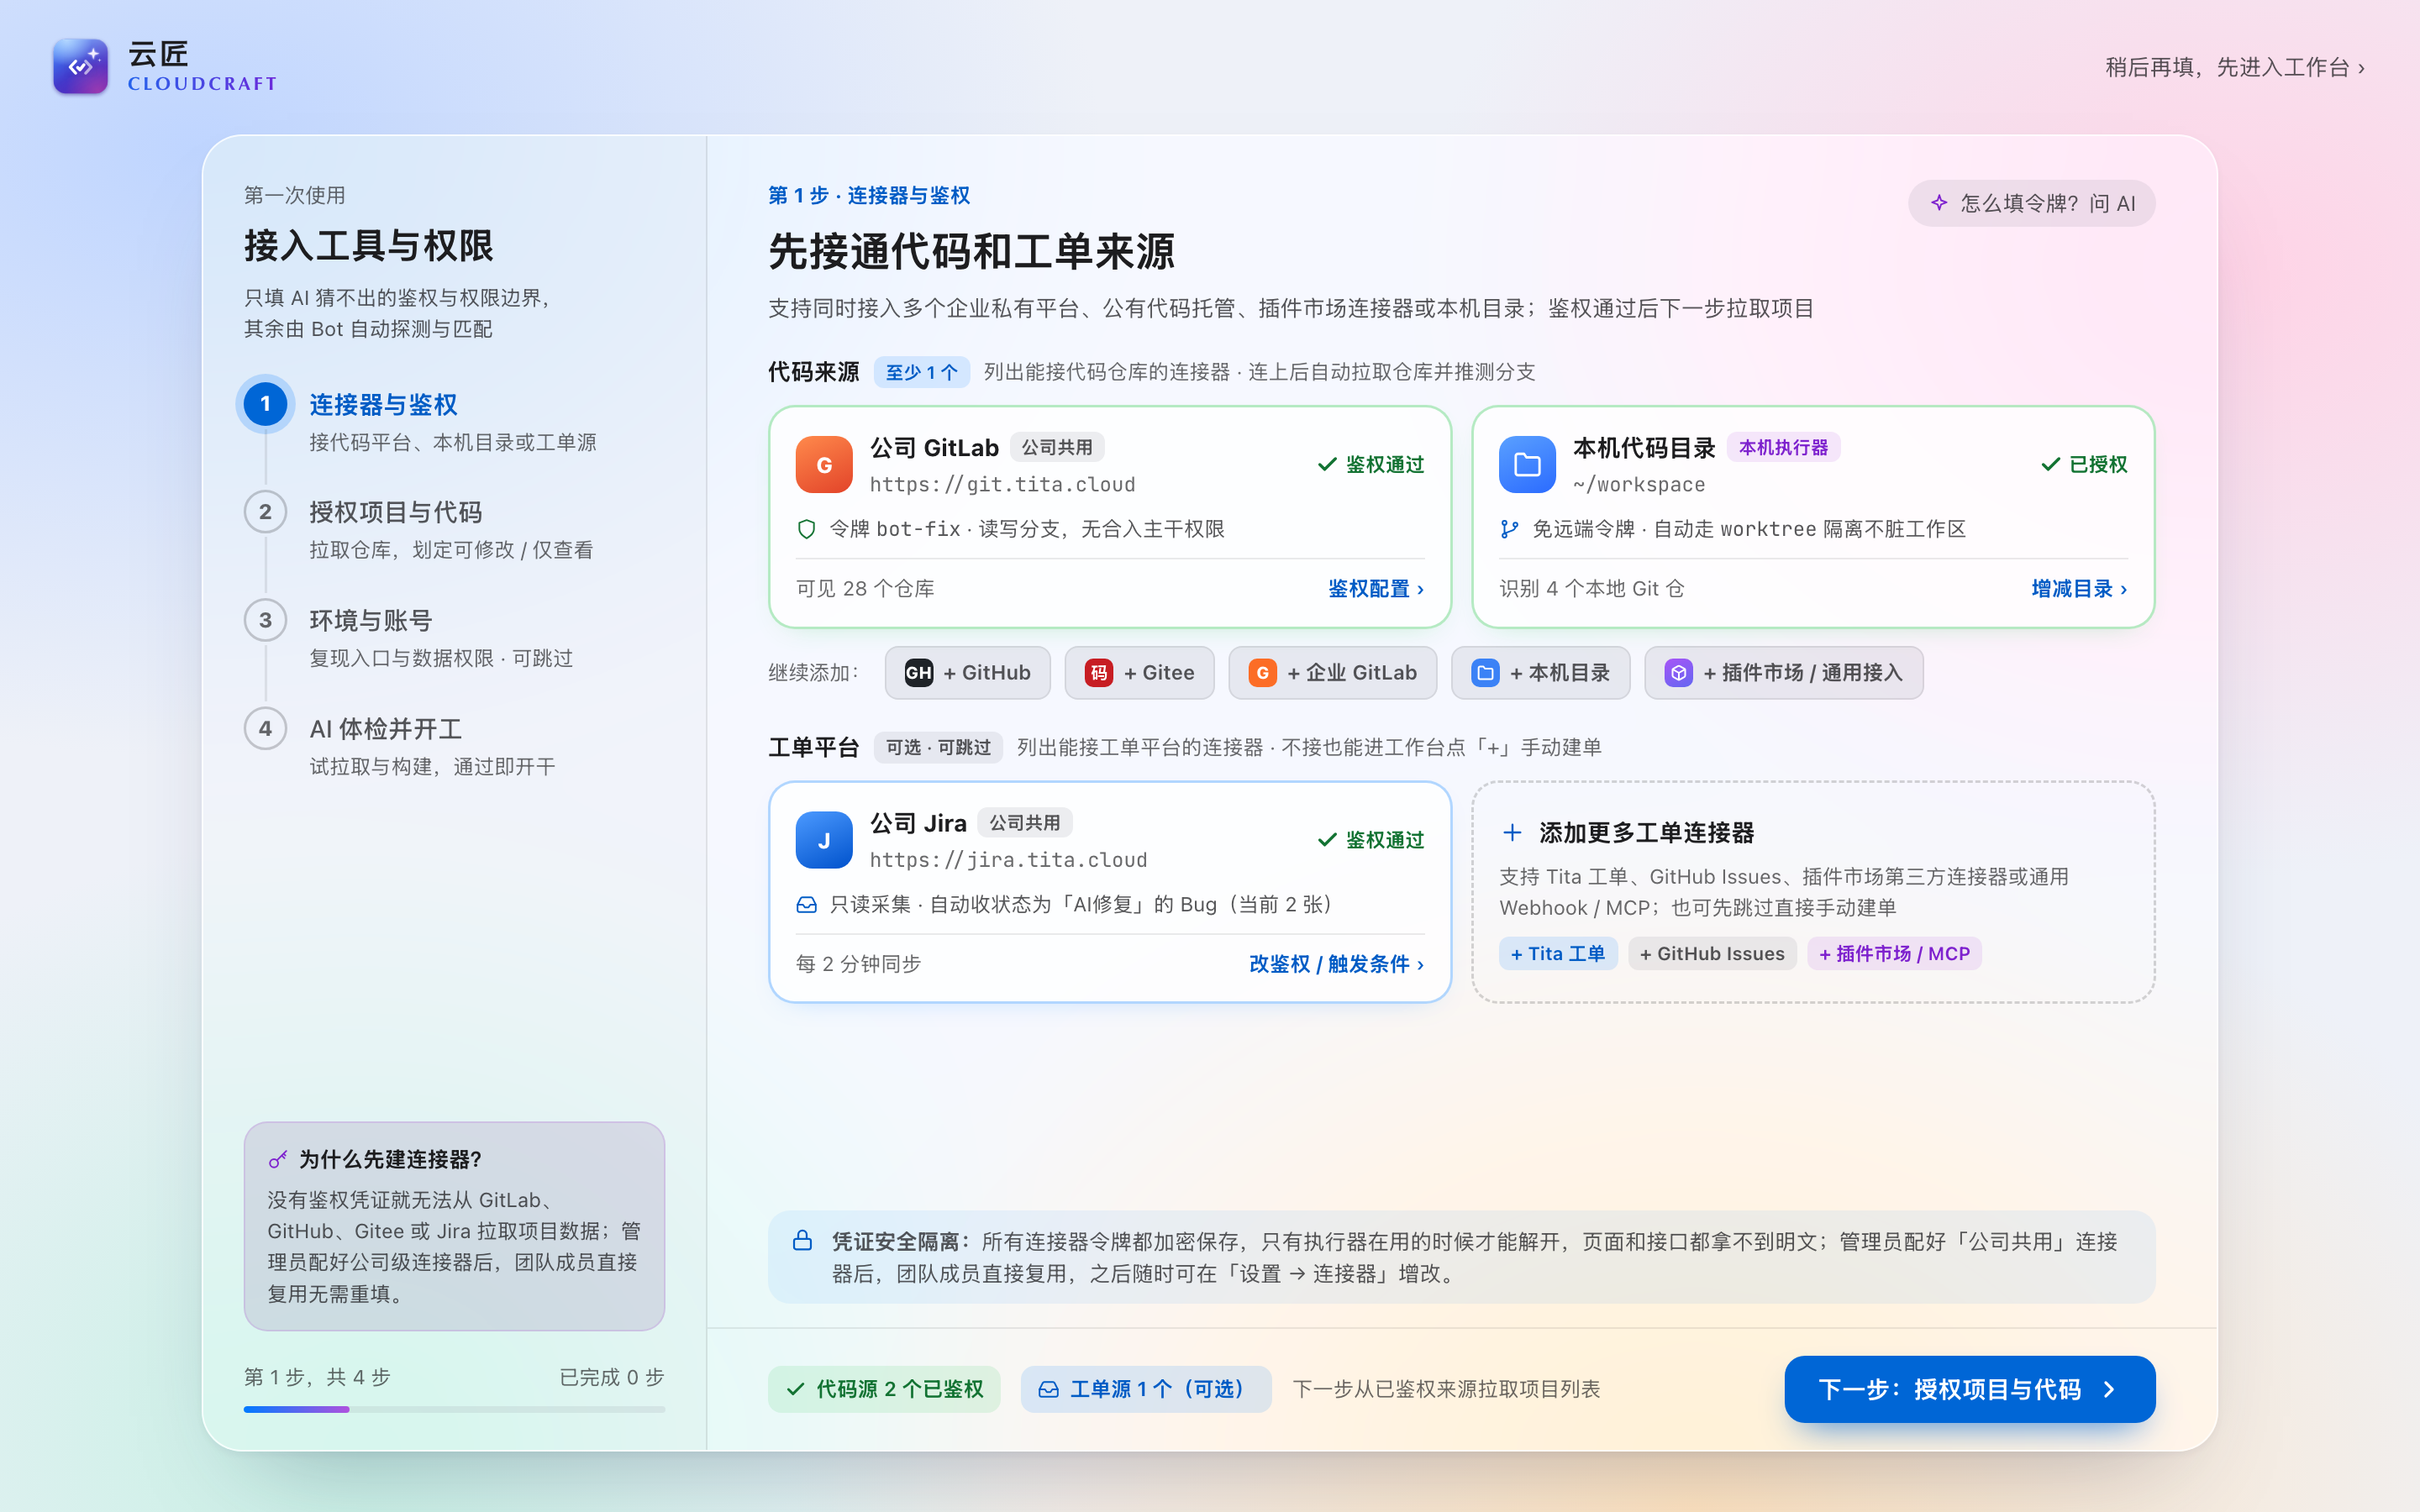 云匠
CLOUDCRAFT
稍后再填，先进入工作台 ›
第一次使用
接入工具与权限
只填 AI 猜不出的鉴权与权限边界，
其余由 Bot 自动探测与匹配
1
连接器与鉴权
接代码平台、本机目录或工单源
2
授权项目与代码
拉取仓库，划定可修改 / 仅查看
3
环境与账号
复现入口与数据权限 · 可跳过
4
AI 体检并开工
试拉取与构建，通过即开干
为什么先建连接器？
没有鉴权凭证就无法从 GitLab、
GitHub、Gitee 或 Jira 拉取项目数据；管
理员配好公司级连接器后，团队成员直接
复用无需重填。
第 1 步，共 4 步
已完成 0 步
第 1 步 · 连接器与鉴权
怎么填令牌？问 AI
先接通代码和工单来源
支持同时接入多个企业私有平台、公有代码托管、插件市场连接器或本机目录；鉴权通过后下一步拉取项目
代码来源 至少 1 个 列出能接代码仓库的连接器 · 连上后自动拉取仓库并推测分支
G
公司 GitLab 公司共用
https://git.tita.cloud
鉴权通过
令牌 bot-fix · 读写分支，无合入主干权限
可见 28 个仓库
鉴权配置 ›
本机代码目录 本机执行器
~/workspace
已授权
免远端令牌 · 自动走 worktree 隔离不脏工作区
识别 4 个本地 Git 仓
增减目录 ›
继续添加： GH + GitHub 码 + Gitee G + 企业 GitLab + 本机目录 + 插件市场 / 通用接入
工单平台 可选 · 可跳过 列出能接工单平台的连接器 · 不接也能进工作台点「+」手动建单
J
公司 Jira 公司共用
https://jira.tita.cloud
鉴权通过
只读采集 · 自动收状态为「AI修复」的 Bug（当前 2 张）
每 2 分钟同步
改鉴权 / 触发条件 ›
添加更多工单连接器
支持 Tita 工单、GitHub Issues、插件市场第三方连接器或通用
Webhook / MCP；也可先跳过直接手动建单
+ Tita 工单 + GitHub Issues + 插件市场 / MCP
凭证安全隔离：所有连接器令牌都加密保存，只有执行器在用的时候才能解开，页面和接口都拿不到明文；管理员配好「公司共用」连接
器后，团队成员直接复用，之后随时可在「设置 → 连接器」增改。
代码源 2 个已鉴权
工单源 1 个（可选）
下一步从已鉴权来源拉取项目列表
下一步：授权项目与代码